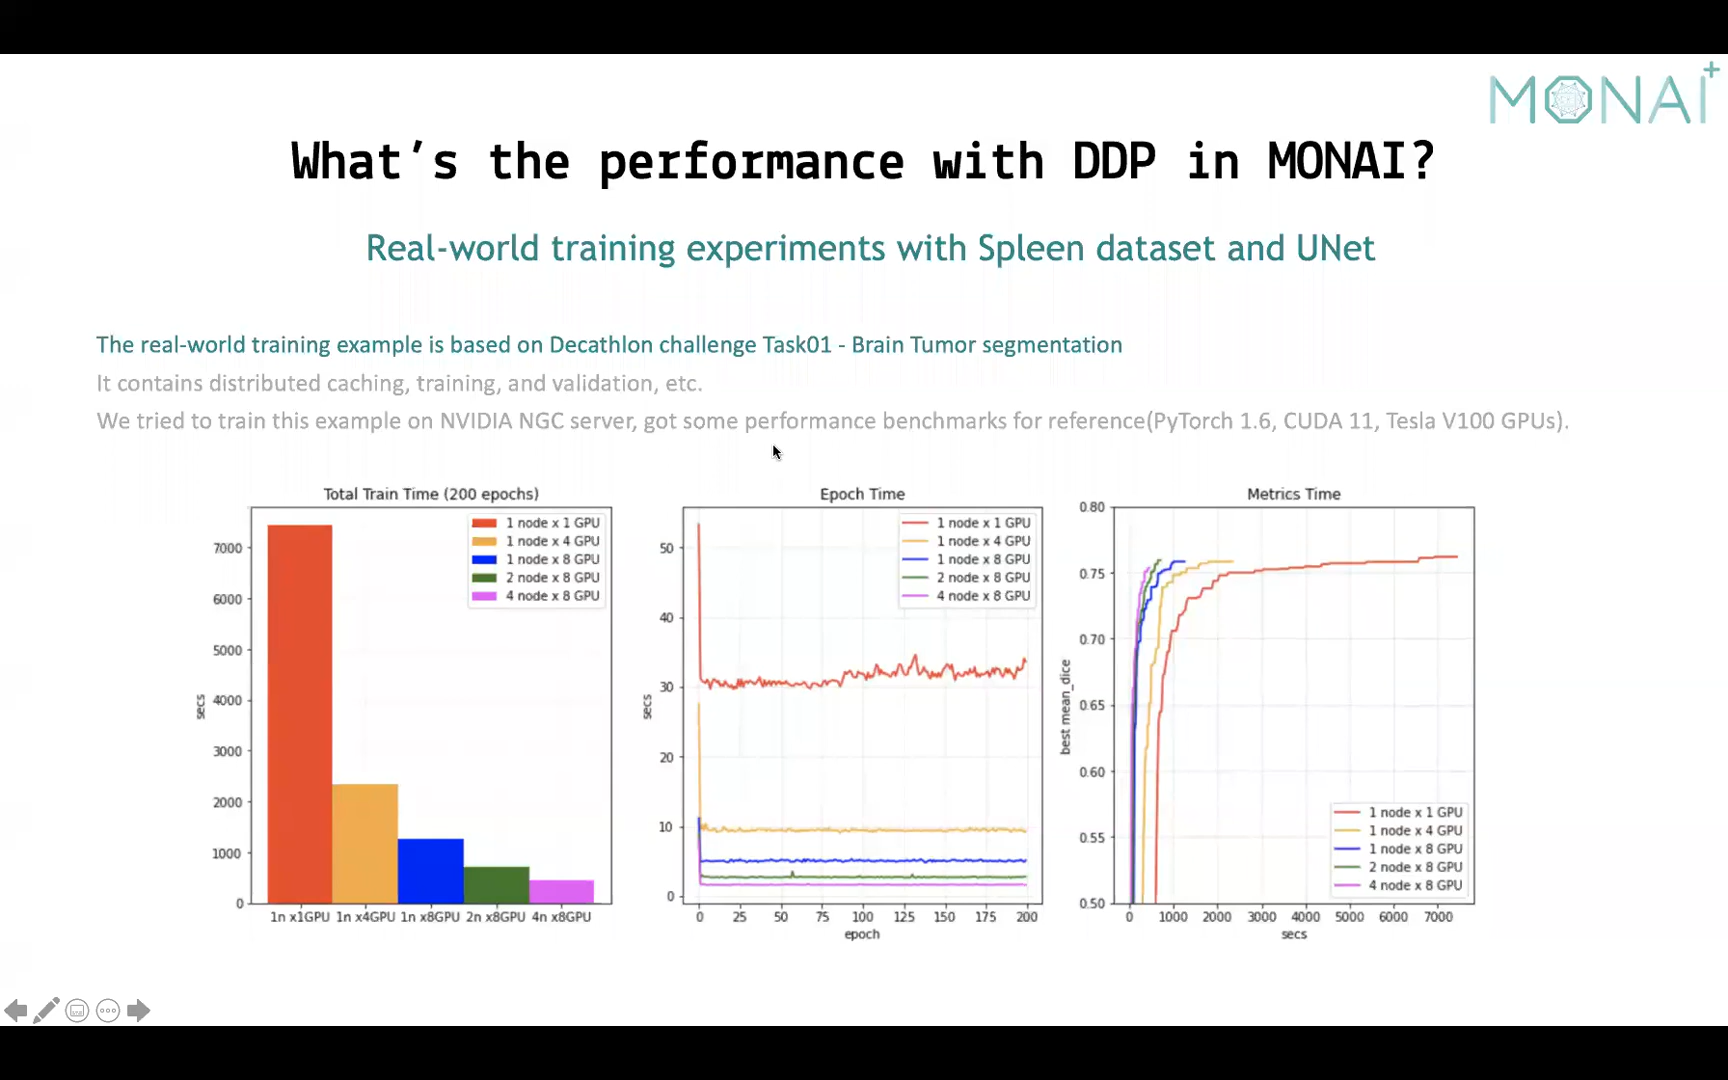 MONAI+
What's the performance with DDP in MONAI?
Real-world training experiments with Spleen dataset and UNet
The real-world training example is based on Decathlon challenge Task01 - Brain Tumor segmentation
It contains distributed caching, training, and validation, etc.
We tried to train this example on NVIDIA NGC server, got some performance benchmarks for reference(PyTorch 1.6, CUDA 11, Tesla V100 GPUs).
Total Train Time (200 epochs)
1 node x 1 GPU
1 node x 4 GPU
1 node x 8 GPU
2 node x 8 GPU
4 node x 8 GPU
7000
6000
5000
4000
3000
2000
1000
0
secs
1n x1GPU 1n x4GPU 1n x8GPU 2n x8GPU 4n x8GPU
Epoch Time
1 node x 1 GPU
1 node x 4 GPU
1 node x 8 GPU
2 node x 8 GPU
4 node x 8 GPU
50
40
30
20
10
0
secs
0 25 50 75 100 125 150 175 200
epoch
Metrics Time
0.80
0.75
0.70
0.65
0.60
0.55
0.50
best mean_dice
1 node x 1 GPU
1 node x 4 GPU
1 node x 8 GPU
2 node x 8 GPU
4 node x 8 GPU
0 1000 2000 3000 4000 5000 6000 7000
secs